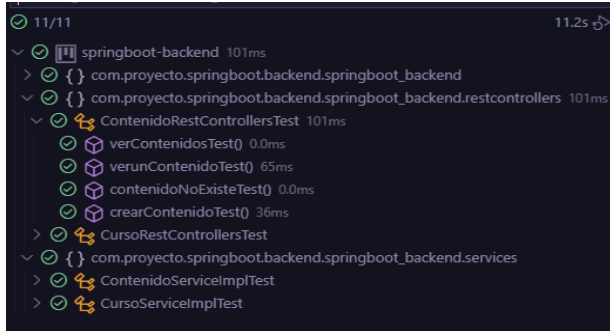 11/11 11.2s
springboot-backend 101ms
{ } com.proyecto.springboot.backend.springboot_backend
{ } com.proyecto.springboot.backend.springboot_backend.restcontrollers 101ms
ContenidoRestControllersTest 101ms
verContenidosTest() 0.0ms
verunContenidoTest() 65ms
contenidoNoExisteTest() 0.0ms
crearContenidoTest() 36ms
CursoRestControllersTest
{ } com.proyecto.springboot.backend.springboot_backend.services
ContenidoServiceImplTest
CursoServiceImplTest